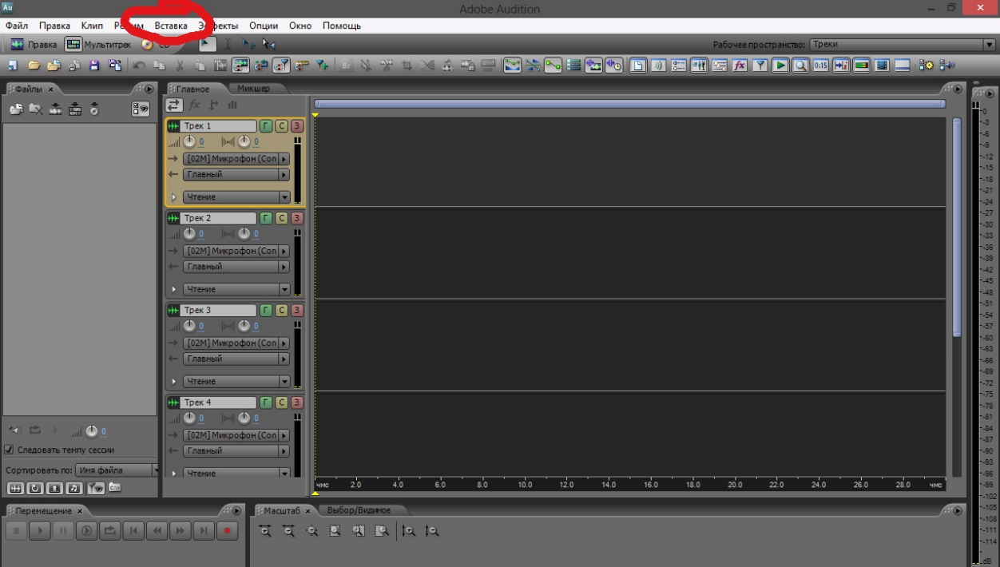 Au Adobe Audition
Файл Правка Клип Режим Вставка Эффекты Опции Окно Помощь
Правка Мультитрек CD Рабочее пространство: Треки
0:15
Файлы Главное Микшер
fx
Трек 1 Г С З
0 0
[02M] Микрофон (Con
Главный
Чтение
Трек 2 Г С З
0 0
[02M] Микрофон (Con
Главный
Чтение
Трек 3 Г С З
0 0
[02M] Микрофон (Con
Главный
Чтение
Трек 4 Г С З
0 0
[02M] Микрофон (Con
Главный
Чтение
0
Следовать темпу сессии
Сортировать по: Имя файла
чмс 2.0 4.0 6.0 8.0 10.0 12.0 14.0 16.0 18.0 20.0 22.0 24.0 26.0 28.0 чмс
-0
-3
-6
-9
-12
-15
-18
-21
-24
-27
-30
-33
-36
-39
-42
-45
-48
-51
-54
-57
-60
-63
-66
-69
-72
-75
-78
-81
-84
-87
-90
-93
-96
-99
-102
-105
-108
-111
-114
dB
Перемещение Масштаб Выбор/Видимое